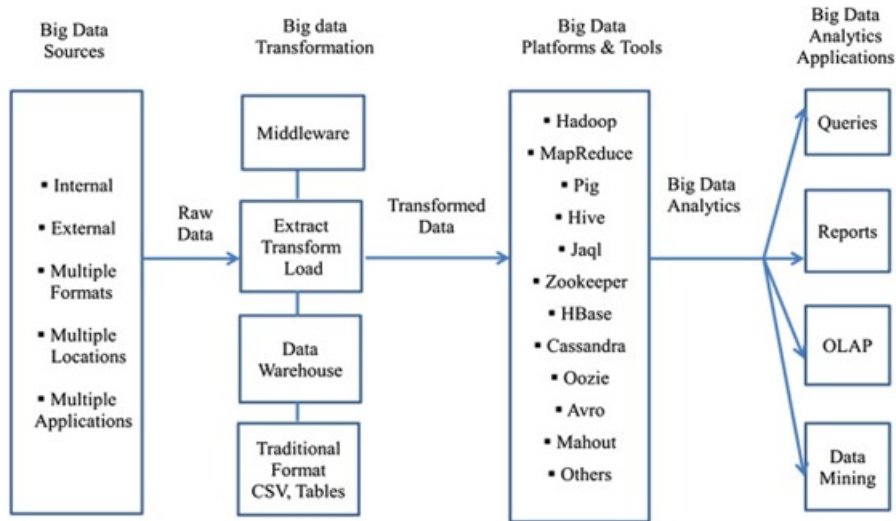 Big Data
Sources
Big data
Transformation
Big Data
Platforms & Tools
Big Data
Analytics
Applications
▪ Internal
▪ External
▪ Multiple
Formats
▪ Multiple
Locations
▪ Multiple
Applications
Raw
Data
Middleware
Extract
Transform
Load
Data
Warehouse
Traditional
Format
CSV, Tables
Transformed
Data
▪ Hadoop
▪ MapReduce
▪ Pig
▪ Hive
▪ Jaql
▪ Zookeeper
▪ HBase
▪ Cassandra
▪ Oozie
▪ Avro
▪ Mahout
▪ Others
Big Data
Analytics
Queries
Reports
OLAP
Data
Mining